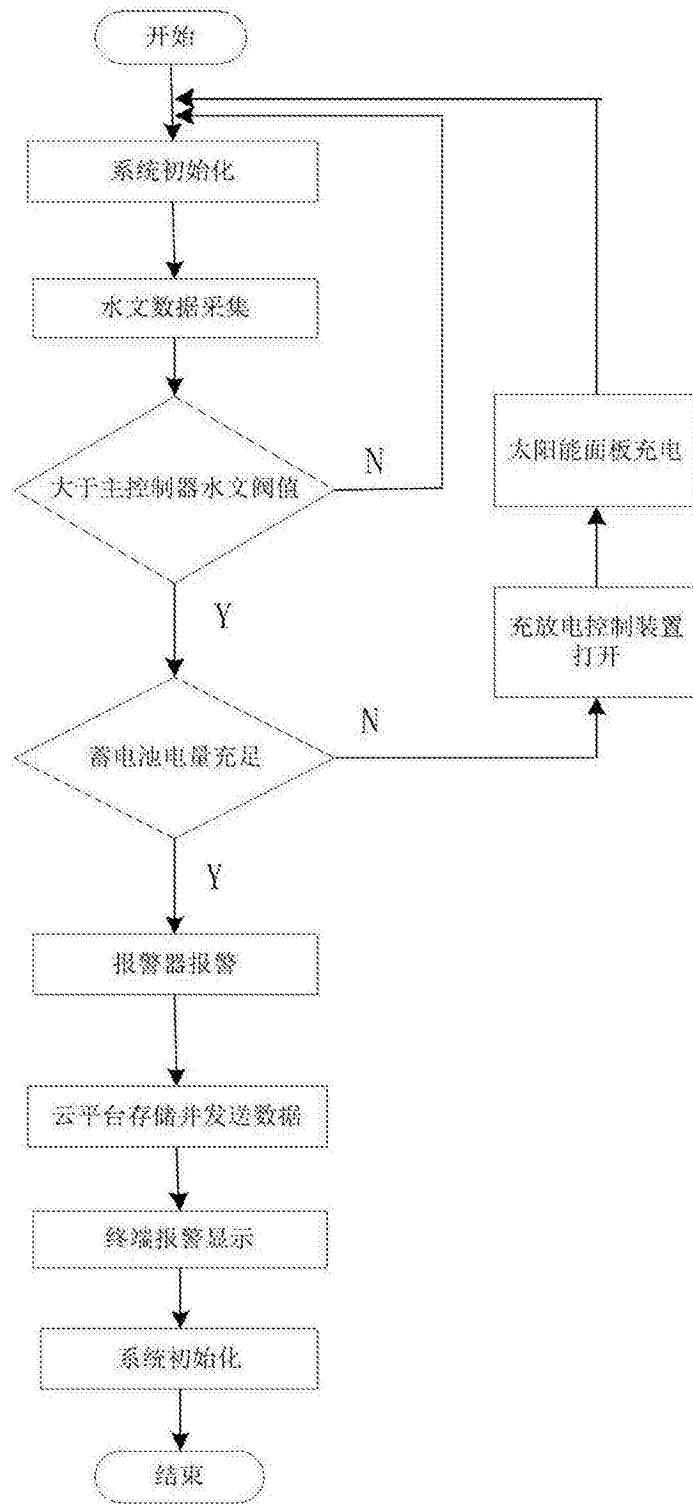 开始
系统初始化
水文数据采集
大于主控制器水文阀值
N
太阳能面板充电
充放电控制装置
打开
Y
蓄电池电量充足
N
Y
报警器报警
云平台存储并发送数据
终端报警显示
系统初始化
结束